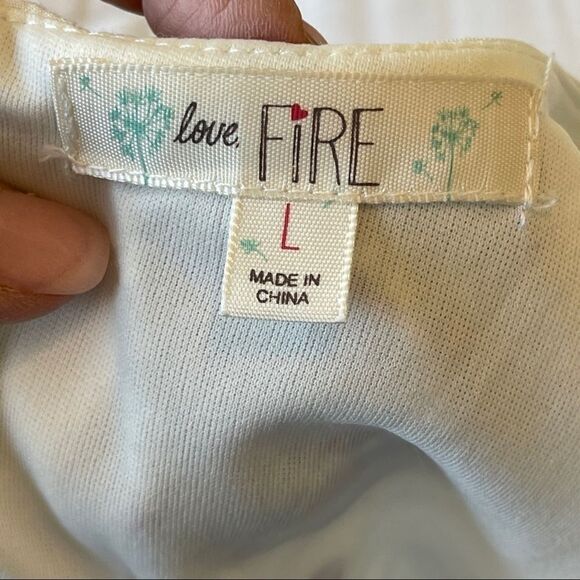 love, FiRE
L
MADE IN
CHINA